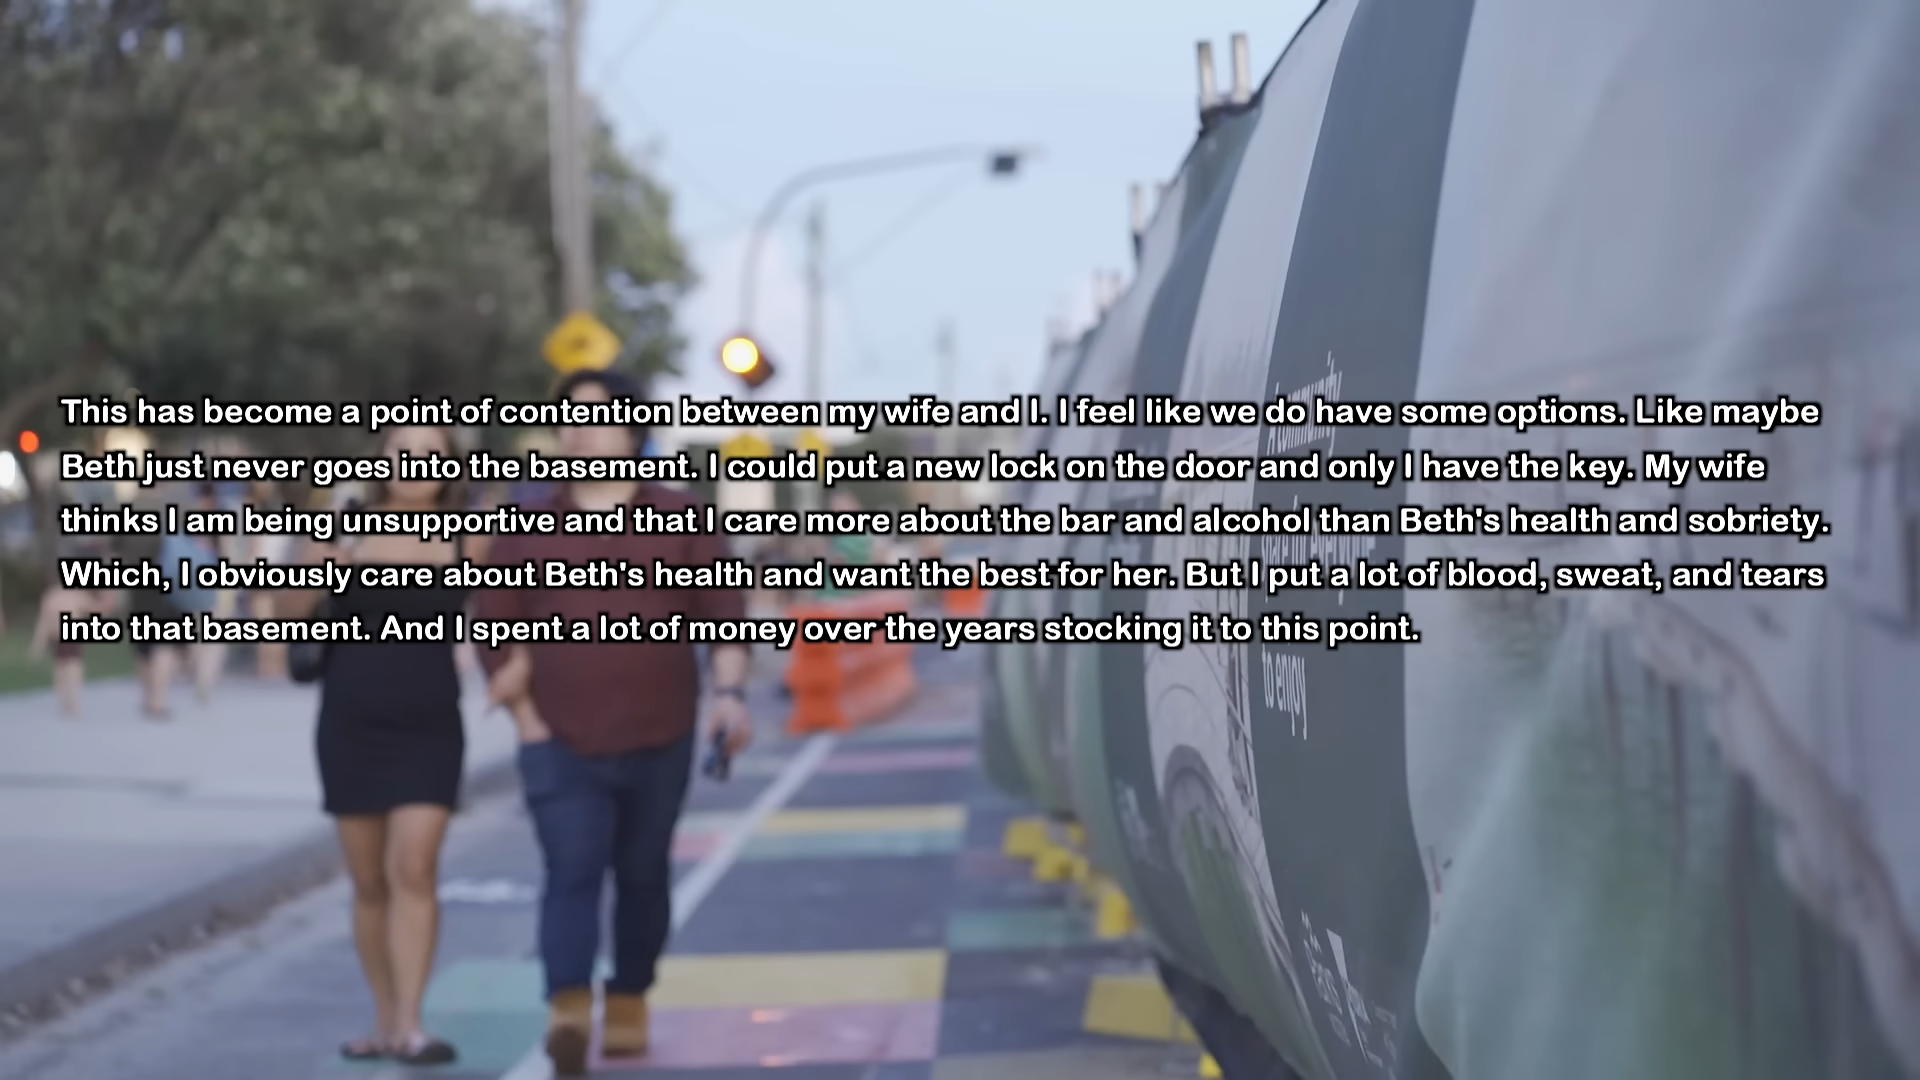 This has become a point of contention between my wife and I. I feel like we do have some options. Like maybe
Beth just never goes into the basement. I could put a new lock on the door and only I have the key. My wife
thinks I am being unsupportive and that I care more about the bar and alcohol than Beth's health and sobriety.
Which, I obviously care about Beth's health and want the best for her. But I put a lot of blood, sweat, and tears
into that basement. And I spent a lot of money over the years stocking it to this point.
A community
to enjoy